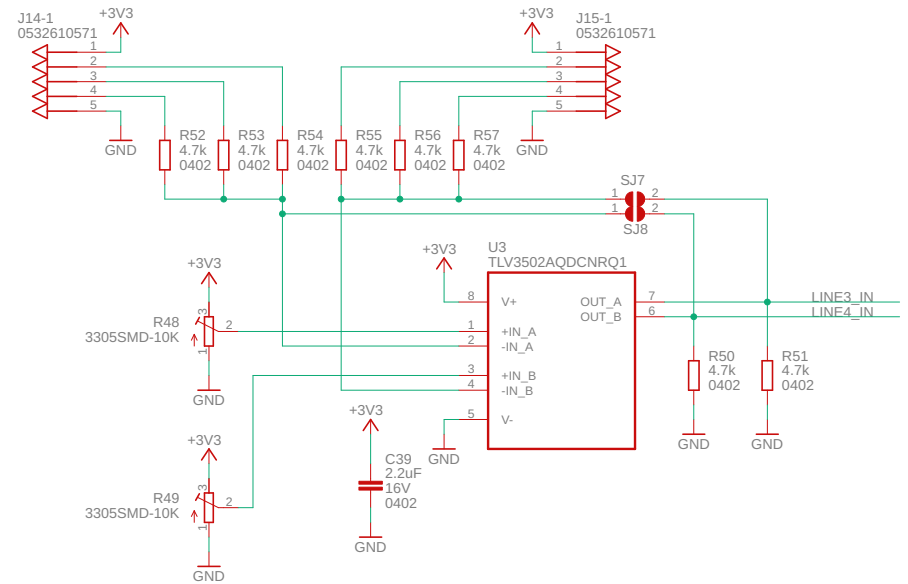 J14-1
0532610571
+3V3
1
2
3
4
5
GND
+3V3
J15-1
0532610571
1
2
3
4
5
GND
R52
4.7k
0402
R53
4.7k
0402
R54
4.7k
0402
R55
4.7k
0402
R56
4.7k
0402
R57
4.7k
0402
SJ7
1 2
1 2
SJ8
U3
TLV3502AQDCNRQ1
+3V3
8 V+
1 +IN_A
2 -IN_A
3 +IN_B
4 -IN_B
5 V-
GND
OUT_A 7
OUT_B 6
LINE3_IN
LINE4_IN
+3V3
R48
3305SMD-10K
3
2
1
GND
+3V3
R49
3305SMD-10K
3
2
1
GND
+3V3
C39
2.2uF
16V
0402
GND
R50
4.7k
0402
GND
R51
4.7k
0402
GND